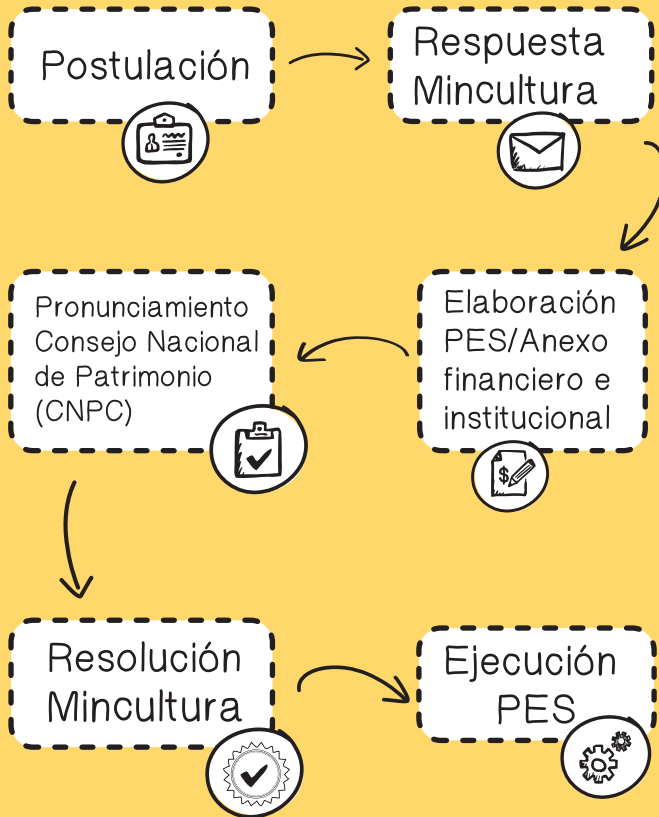 Postulación
Respuesta
Mincultura
Elaboración
PES/Anexo
financiero e
institucional
$
Pronunciamiento
Consejo Nacional
de Patrimonio
(CNPC)
Resolución
Mincultura
Ejecución
PES